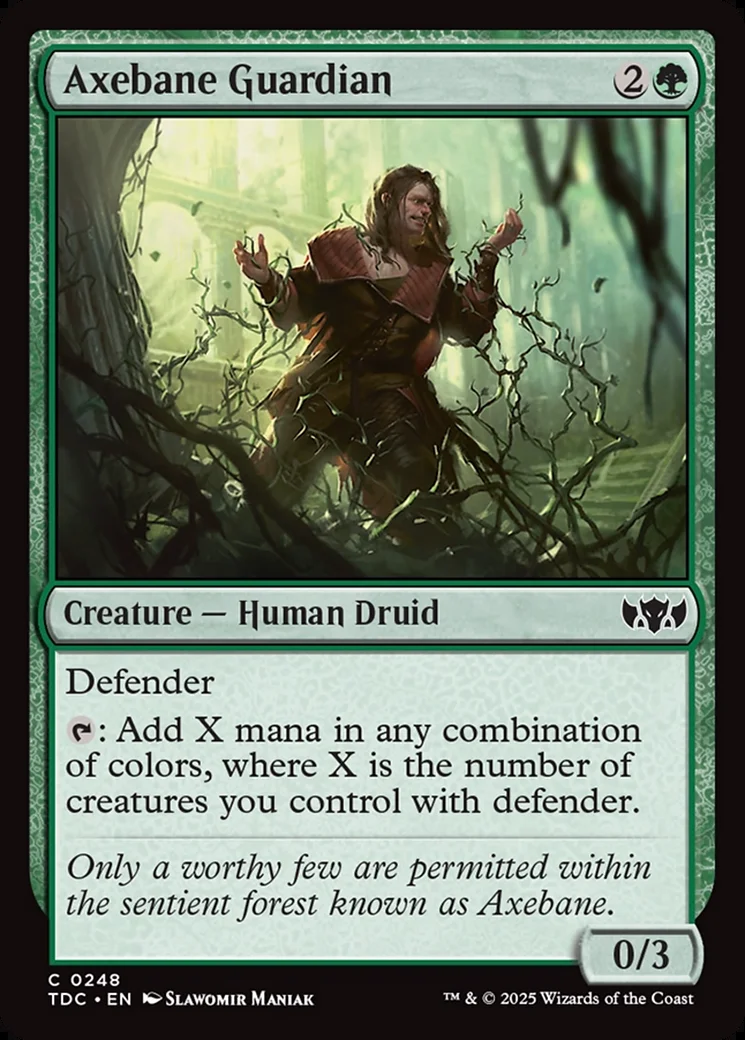 Axebane Guardian 2
Creature — Human Druid
Defender
: Add X mana in any combination
of colors, where X is the number of
creatures you control with defender.
Only a worthy few are permitted within
the sentient forest known as Axebane.
0/3
C 0248
TDC • EN Slawomir Maniak
™ & © 2025 Wizards of the Coast